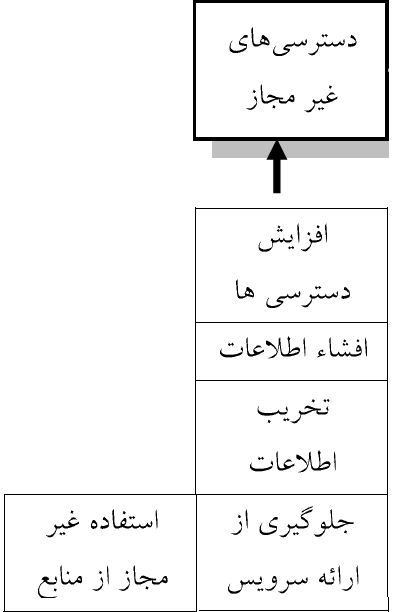 دسترسی‌های
غیر مجاز
افزایش
دسترسی ها
افشاء اطلاعات
تخریب
اطلاعات
جلوگیری از
ارائه سرویس
استفاده غیر
مجاز از منابع